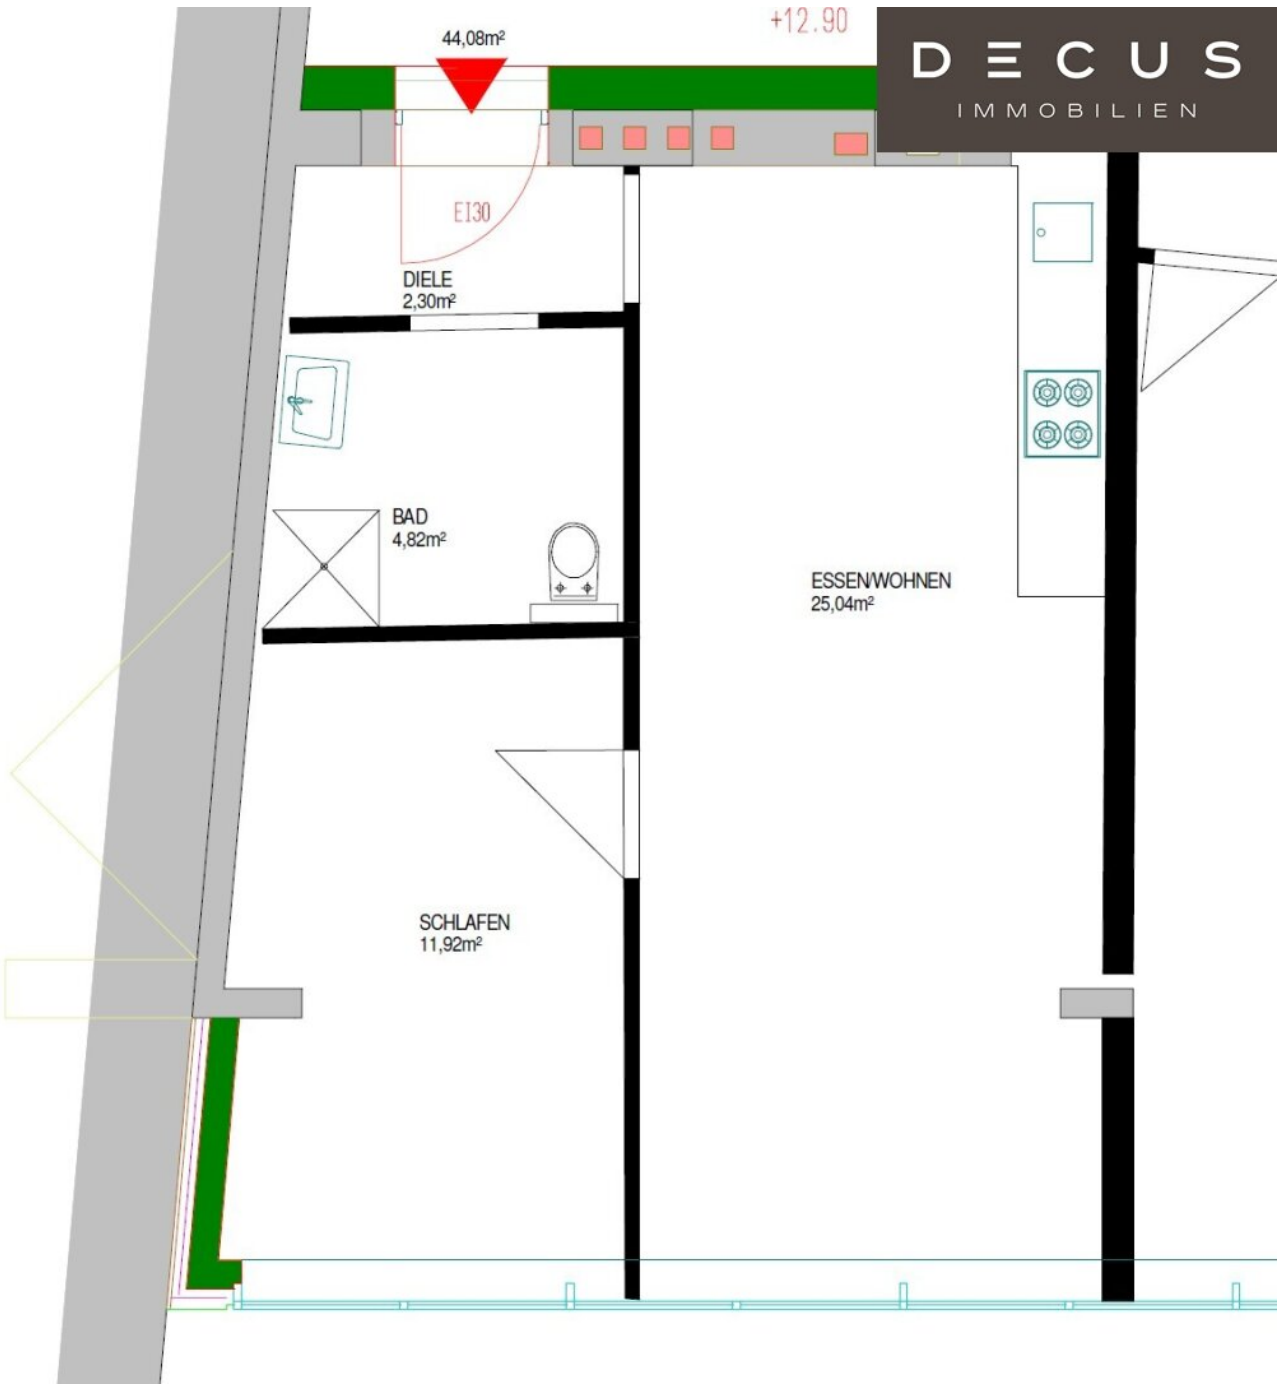 44,08m²
+12.90
DECUS
IMMOBILIEN
EI30
DIELE
2,30m²
BAD
4,82m²
ESSEN/WOHNEN
25,04m²
SCHLAFEN
11,92m²